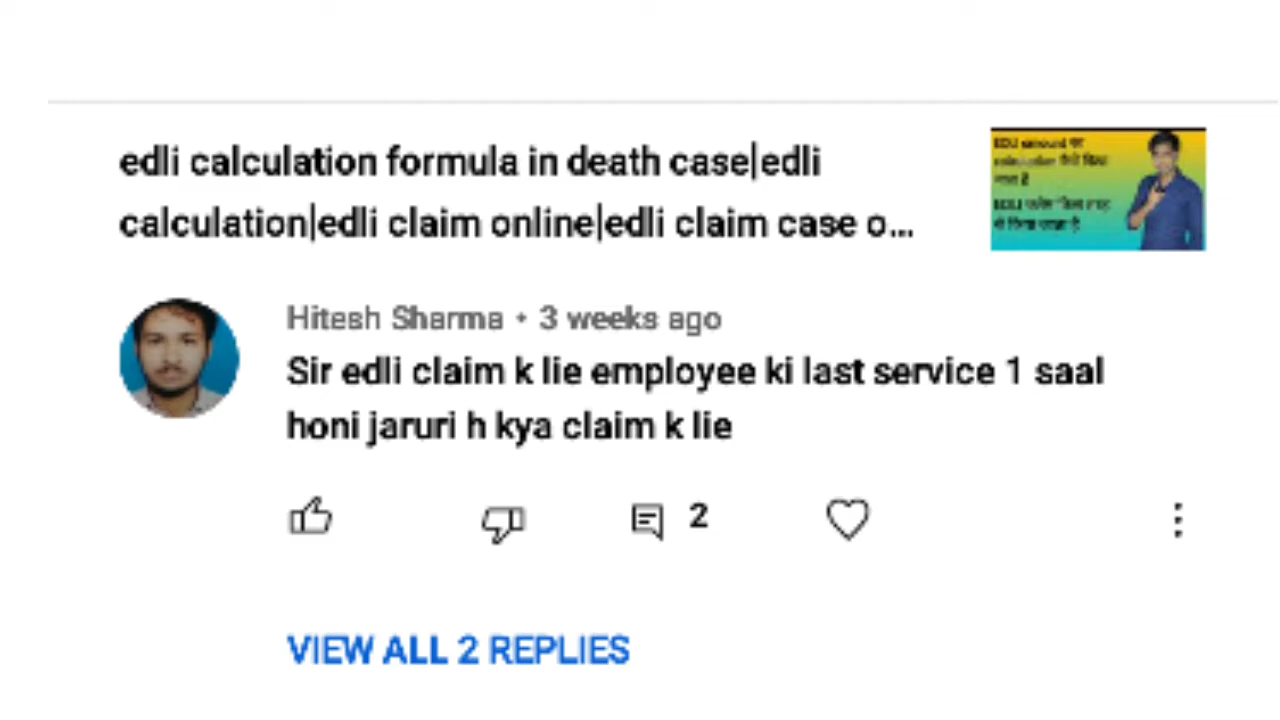 edli calculation formula in death case|edli
calculation|edli claim online|edli claim case o...
Hitesh Sharma • 3 weeks ago
Sir edli claim k lie employee ki last service 1 saal
honi jaruri h kya claim k lie
2
VIEW ALL 2 REPLIES